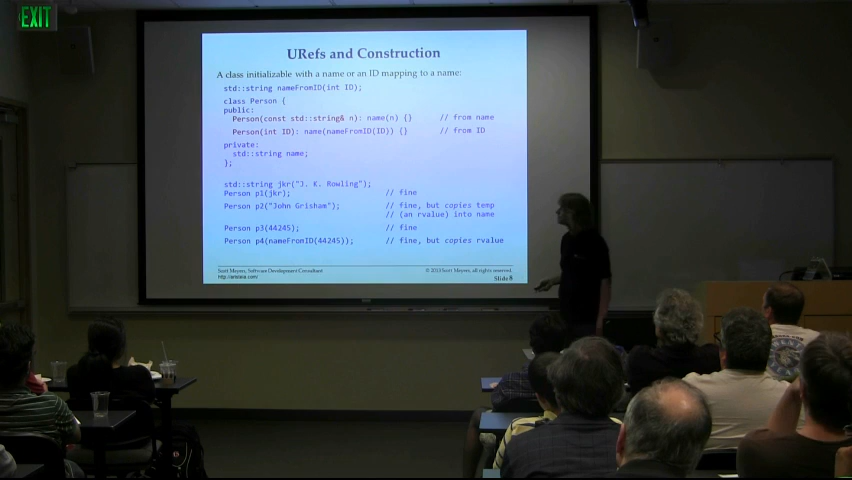 EXIT
URefs and Construction
A class initializable with a name or an ID mapping to a name:
std::string nameFromID(int ID);
class Person {
public:
Person(const std::string& n): name(n) {} // from name
Person(int ID): name(nameFromID(ID)) {} // from ID
private:
std::string name;
};
std::string jkr("J. K. Rowling");
Person p1(jkr); // fine
Person p2("John Grisham"); // fine, but copies temp
// (an rvalue) into name
Person p3(44245); // fine
Person p4(nameFromID(44245)); // fine, but copies rvalue
Scott Meyers, Software Development Consultant © 2013 Scott Meyers, all rights reserved.
http://aristeia.com/ Slide 8